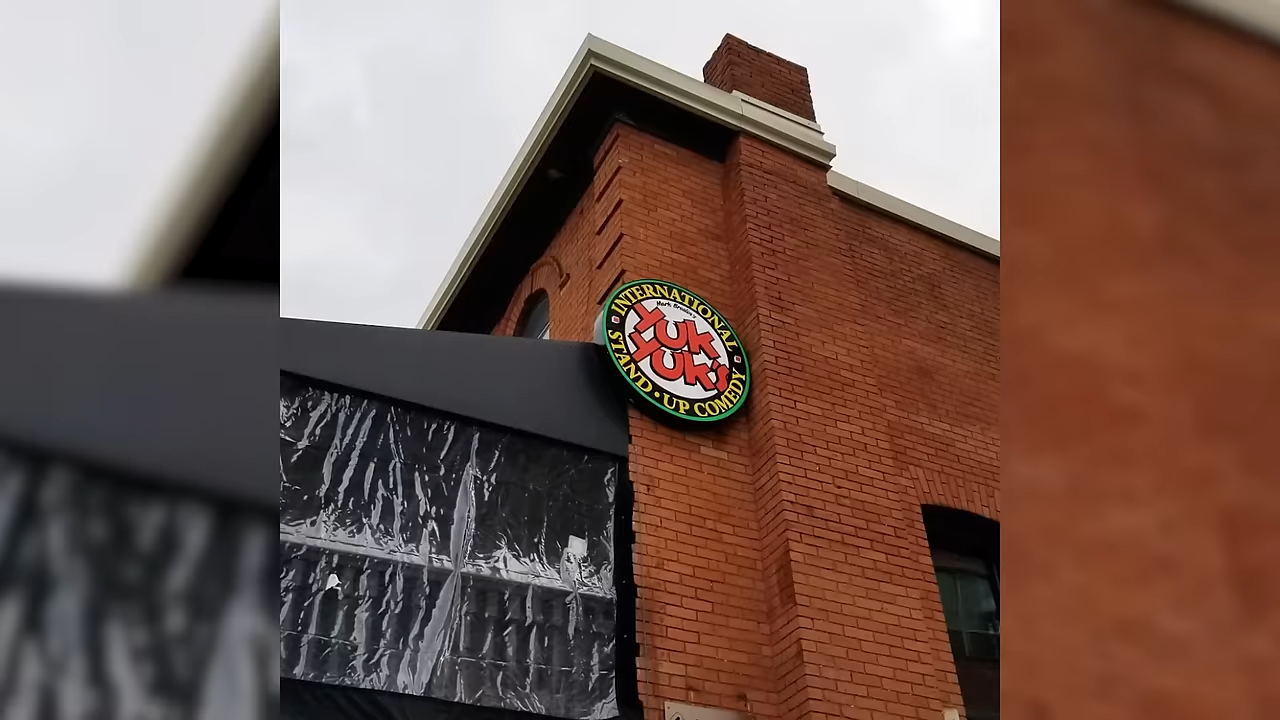 INTERNATIONAL
Mark Breslin's
YUK
YUK'S
STAND • UP COMEDY